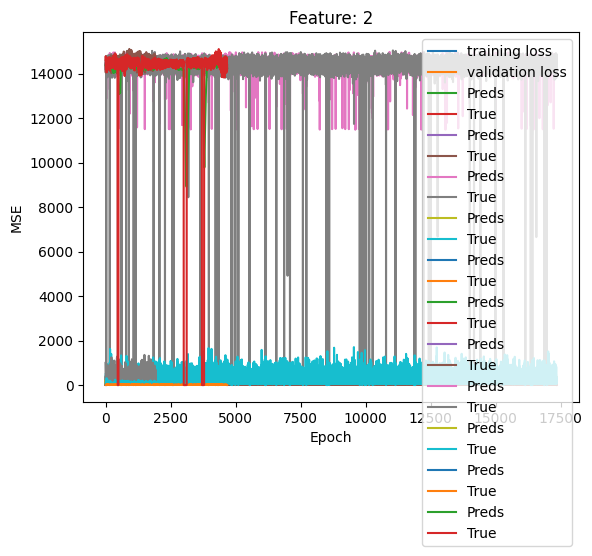 Feature: 2
MSE
14000
12000
10000
8000
6000
4000
2000
0
0
2500
5000
7500
10000
12500
15000
17500
Epoch
training loss
validation loss
Preds
True
Preds
True
Preds
True
Preds
True
Preds
True
Preds
True
Preds
True
Preds
True
Preds
True
Preds
True
Preds
True